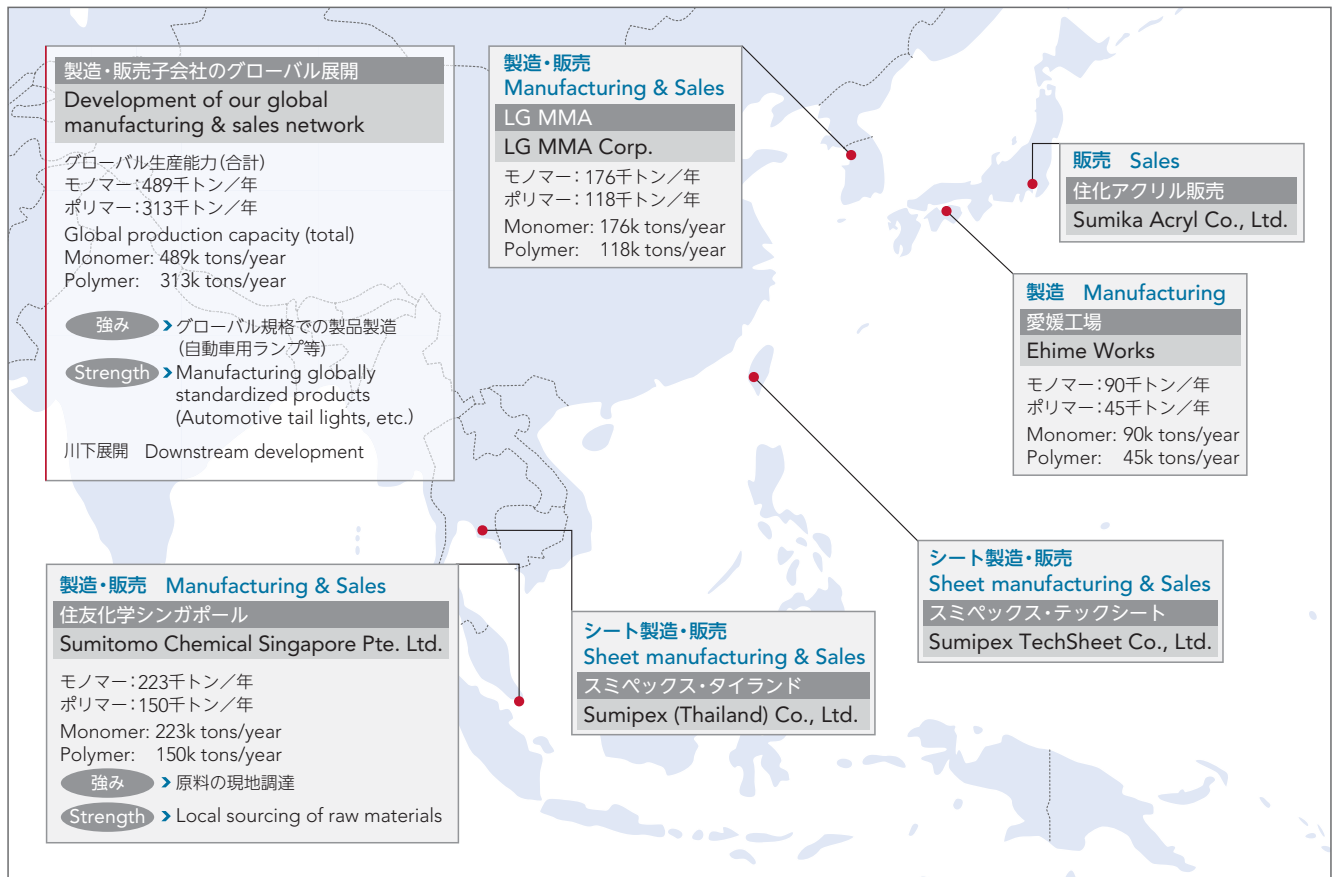 製造・販売子会社のグローバル展開
Development of our global
manufacturing & sales network
グローバル生産能力(合計)
モノマー:489千トン／年
ポリマー:313千トン／年
Global production capacity (total)
Monomer: 489k tons/year
Polymer: 313k tons/year
強み グローバル規格での製品製造
(自動車用ランプ等)
Strength Manufacturing globally
standardized products
(Automotive tail lights, etc.)
川下展開 Downstream development
製造・販売
Manufacturing & Sales
LG MMA
LG MMA Corp.
モノマー:176千トン／年
ポリマー:118千トン／年
Monomer: 176k tons/year
Polymer: 118k tons/year
販売 Sales
住化アクリル販売
Sumika Acryl Co., Ltd.
製造 Manufacturing
愛媛工場
Ehime Works
モノマー:90千トン／年
ポリマー:45千トン／年
Monomer: 90k tons/year
Polymer: 45k tons/year
製造・販売 Manufacturing & Sales
住友化学シンガポール
Sumitomo Chemical Singapore Pte. Ltd.
モノマー:223千トン／年
ポリマー:150千トン／年
Monomer: 223k tons/year
Polymer: 150k tons/year
強み 原料の現地調達
Strength Local sourcing of raw materials
シート製造・販売
Sheet manufacturing & Sales
スミペックス・タイランド
Sumipex (Thailand) Co., Ltd.
シート製造・販売
Sheet manufacturing & Sales
スミペックス・テックシート
Sumipex TechSheet Co., Ltd.